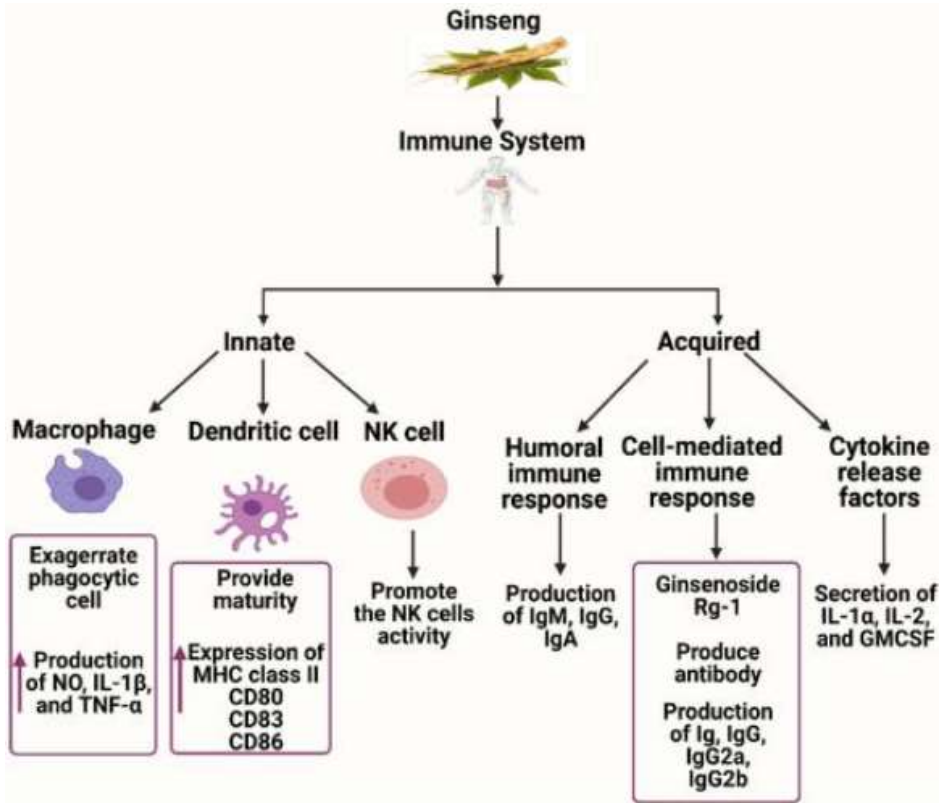 Ginseng
Immune System
Innate
Acquired
Macrophage
Dendritic cell
NK cell
Humoral
immune
response
Cell-mediated
immune
response
Cytokine
release
factors
Exagerrate
phagocytic
cell
Production
of NO, IL-1β,
and TNF-α
Provide
maturity
Expression of
MHC class II
CD80
CD83
CD86
Promote
the NK cells
activity
Production
of IgM, IgG,
IgA
Ginsenoside
Rg-1
Produce
antibody
Production
of Ig, IgG,
IgG2a,
IgG2b
Secretion of
IL-1α, IL-2,
and GMCSF